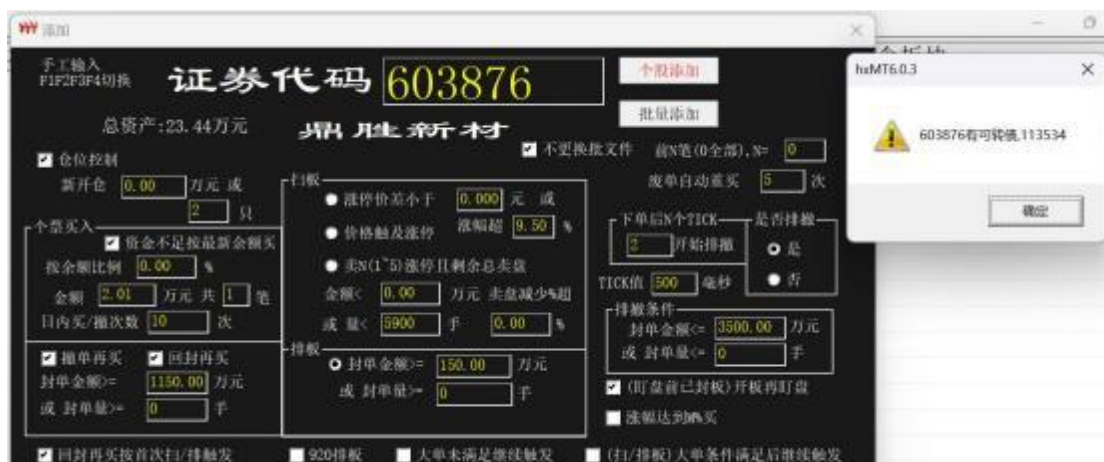 添加
手工输入
F1F2F3F4切换
证券代码
603876
个股添加
批量添加
总资产:23.44万元
鼎胜新材
不更换批文件
前N笔(0全部),N=
0
仓位控制
新开仓 0.00 万元 或
2 只
废单自动重买 5 次
个票买入
资金不足按最新金额买
按金额比例 0.00 %
金额 2.01 万元 共 1 笔
日内买/撤次数 10 次
撤单再买
回封再买
封单金额>= 1150.00 万元
或 封单量>= 0 手
扫板
涨停价差小于 0.000 元 或
价格触及涨停 涨幅超 9.50 %
卖N(1~5)涨停且剩余总卖盘
金额< 0.00 万元 卖盘减少%超
或 量< 5900 手 0.00 %
排板
封单金额>= 150.00 万元
或 封单量>= 0 手
下单后N个TICK
2 开始排撤
是否排撤
是
否
TICK值 500 毫秒
排撤条件
封单金额<= 3500.00 万元
或 封单量<= 0 手
(盯盘前已封板)开板再盯盘
涨幅达到M%买
回封再买按首次扫/排触发
920排板
大单未满足继续触发
(扫/排板)大单条件满足后继续触发
hxMT6.0.3
603876有可转债,113534
确定